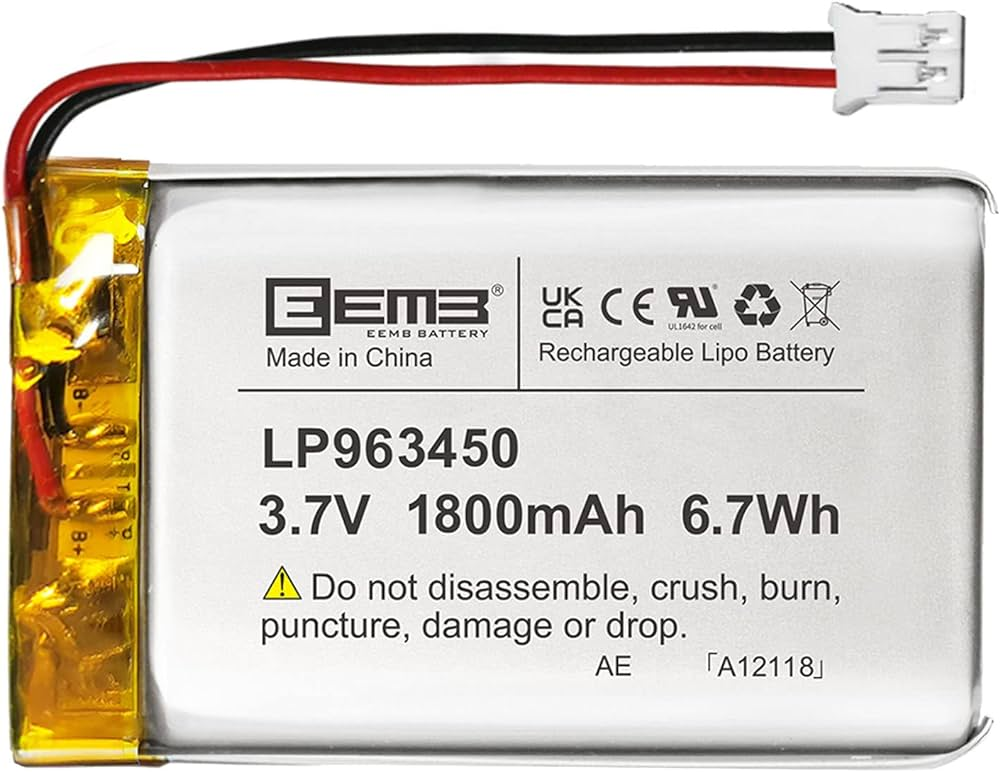 EEMB®
EEMB BATTERY
Made in China
UK
CA
CE
RU®
UL1642 for cell
Rechargeable Lipo Battery
LP963450
3.7V 1800mAh 6.7Wh
Do not disassemble, crush, burn,
puncture, damage or drop.
AE 「A12118」
B-
B+